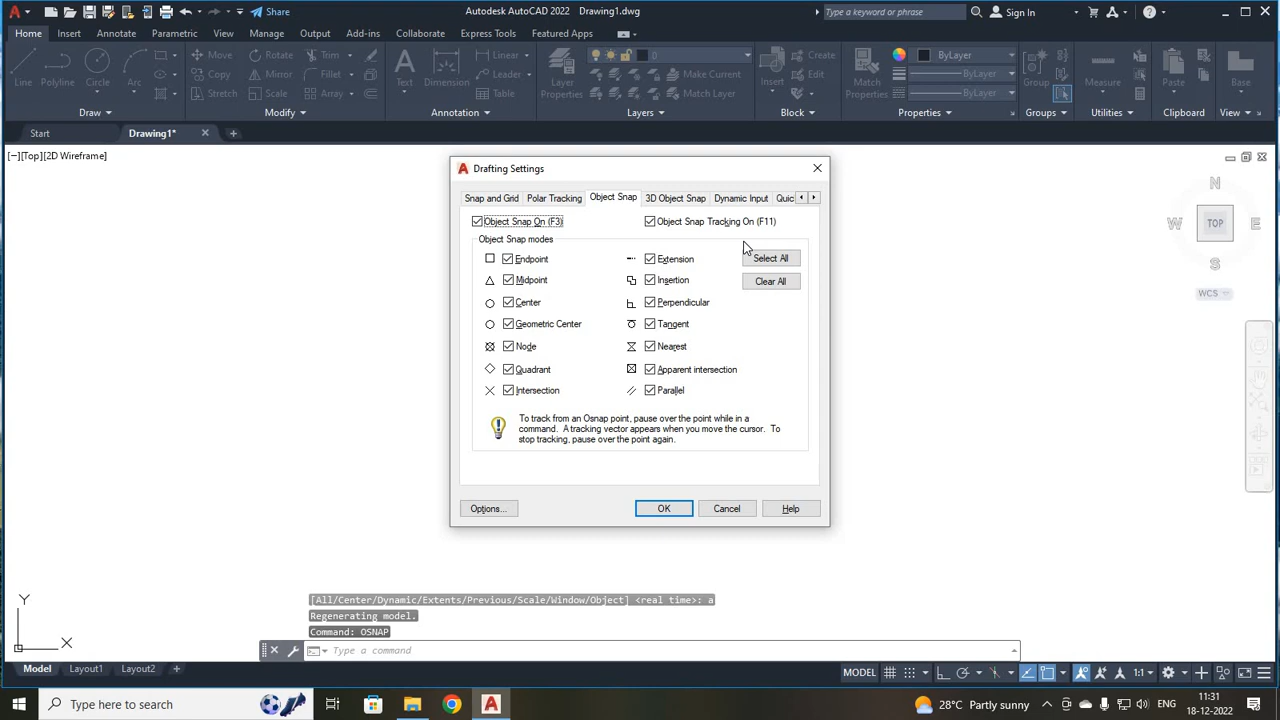 Share
Autodesk AutoCAD 2022 Drawing1.dwg
Type a keyword or phrase
Sign In
Home Insert Annotate Parametric View Manage Output Add-ins Collaborate Express Tools Featured Apps
Line
Polyline
Circle
Arc
Move
Rotate
Trim
Copy
Mirror
Fillet
Stretch
Scale
Array
Text
Dimension
Linear
Leader
Table
Layer
Properties
0
Make Current
Match Layer
Insert
Create
Edit
Match
Properties
ByLayer
ByLayer
ByLayer
Group
Measure
Paste
Base
Draw
Modify
Annotation
Layers
Block
Properties
Groups
Utilities
Clipboard
View
Start
Drawing1*
[−][Top][2D Wireframe]
N
W
TOP
E
S
WCS
Drafting Settings
Snap and Grid
Polar Tracking
Object Snap
3D Object Snap
Dynamic Input
Quic
Object Snap On (F3)
Object Snap Tracking On (F11)
Object Snap modes
Endpoint
Extension
Select All
Midpoint
Insertion
Clear All
Center
Perpendicular
Geometric Center
Tangent
Node
Nearest
Quadrant
Apparent intersection
Intersection
Parallel
To track from an Osnap point, pause over the point while in a
command. A tracking vector appears when you move the cursor. To
stop tracking, pause over the point again.
Options...
OK
Cancel
Help
Y
X
[All/Center/Dynamic/Extents/Previous/Scale/Window/Object] <real time>: a
Regenerating model.
Command: OSNAP
Type a command
Model
Layout1
Layout2
MODEL
1:1
Type here to search
28°C Partly sunny
ENG
11:31
18-12-2022